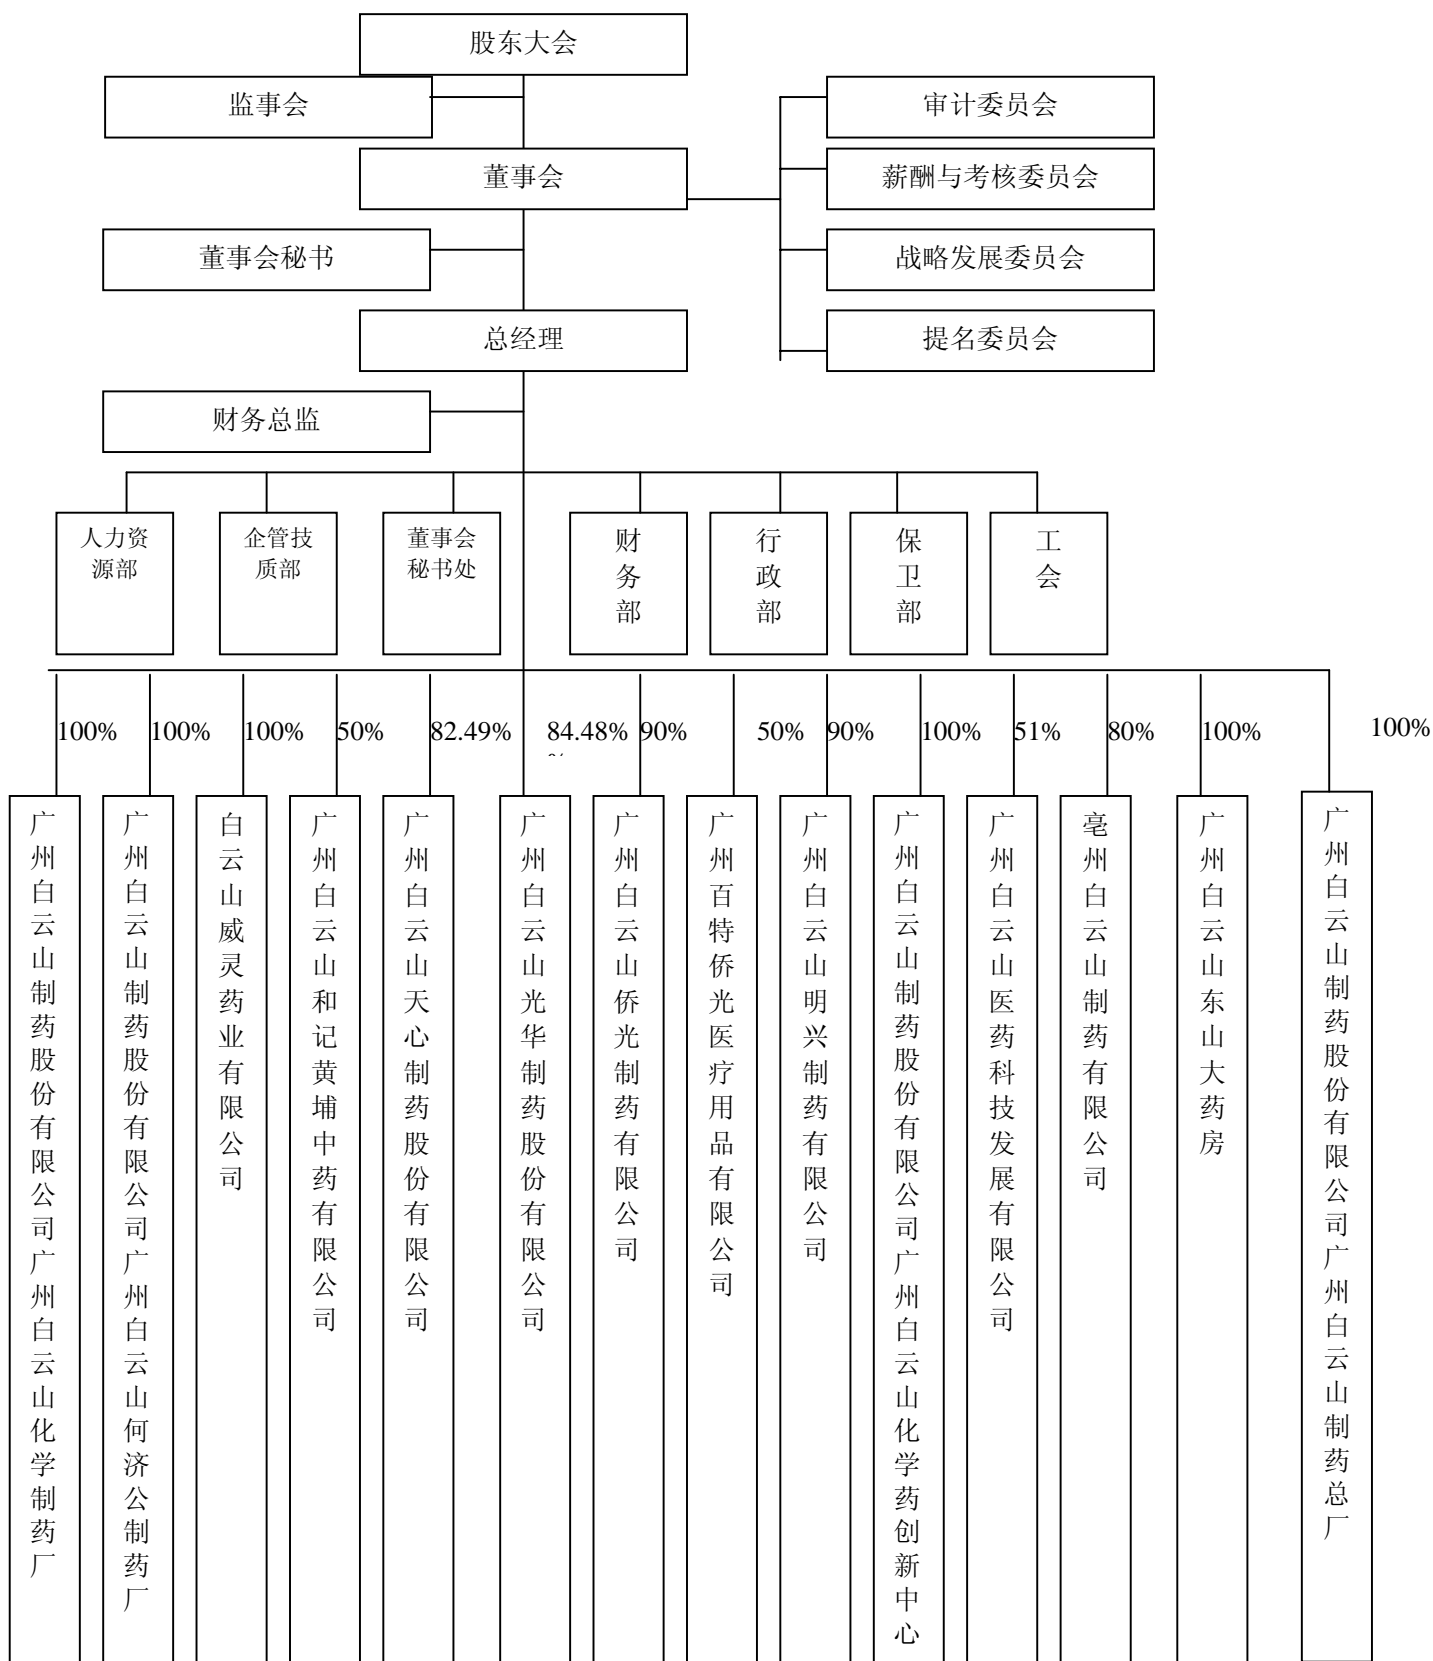 股东大会
监事会
审计委员会
董事会
薪酬与考核委员会
董事会秘书
战略发展委员会
总经理
提名委员会
财务总监
人力资
源部
企管技
质部
董事会
秘书处
财务部
行政部
保卫部
工会
100%
100%
100%
50%
82.49%
84.48%
90%
50%
90%
100%
51%
80%
100%
100%
广州白云山制药股份有限公司广州白云山化学制药厂
广州白云山制药股份有限公司广州白云山何济公制药厂
白云山威灵药业有限公司
广州白云山和记黄埔中药有限公司
广州白云山天心制药股份有限公司
广州白云山光华制药股份有限公司
广州白云山侨光制药有限公司
广州百特侨光医疗用品有限公司
广州白云山明兴制药有限公司
广州白云山制药股份有限公司广州白云山化学药创新中心
广州白云山医药科技发展有限公司
亳州白云山制药有限公司
广州白云山东山大药房
广州白云山制药股份有限公司广州白云山制药总厂